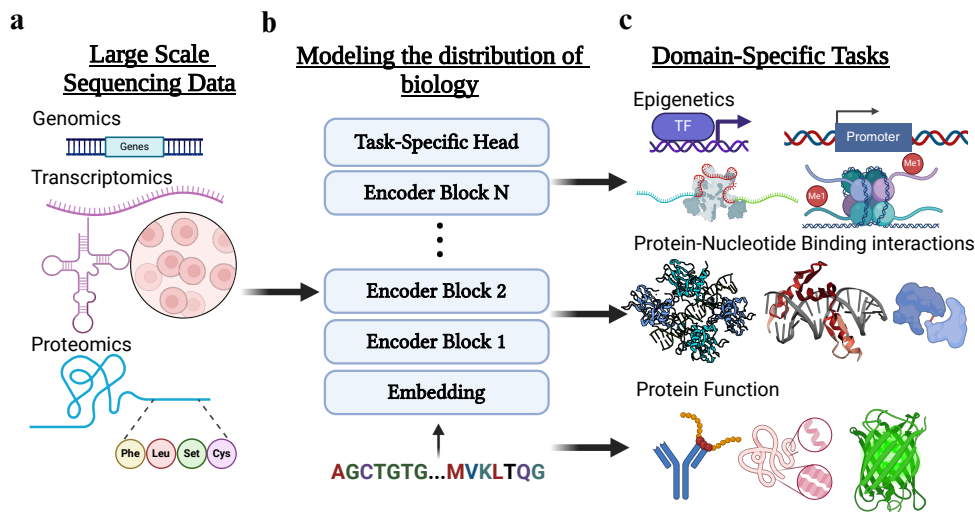 a
Large Scale
Sequencing Data
Genomics
Genes
Transcriptomics
Proteomics
Phe Leu Set Cys
b
Modeling the distribution of
biology
Task-Specific Head
Encoder Block N
Encoder Block 2
Encoder Block 1
Embedding
AGCTGTG...MVKLTQG
c
Domain-Specific Tasks
Epigenetics
TF
Promoter
Me1
Me1
Protein-Nucleotide Binding interactions
Protein Function